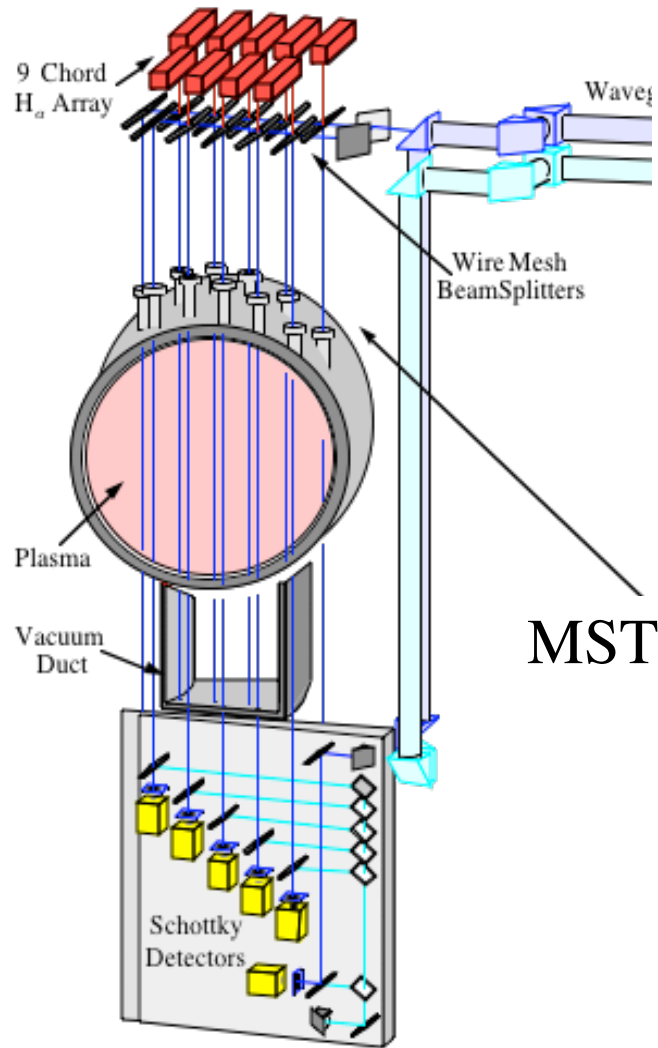 9 Chord
Hα Array
Waveg
Wire Mesh
BeamSplitters
Plasma
MST
Vacuum
Duct
Schottky
Detectors